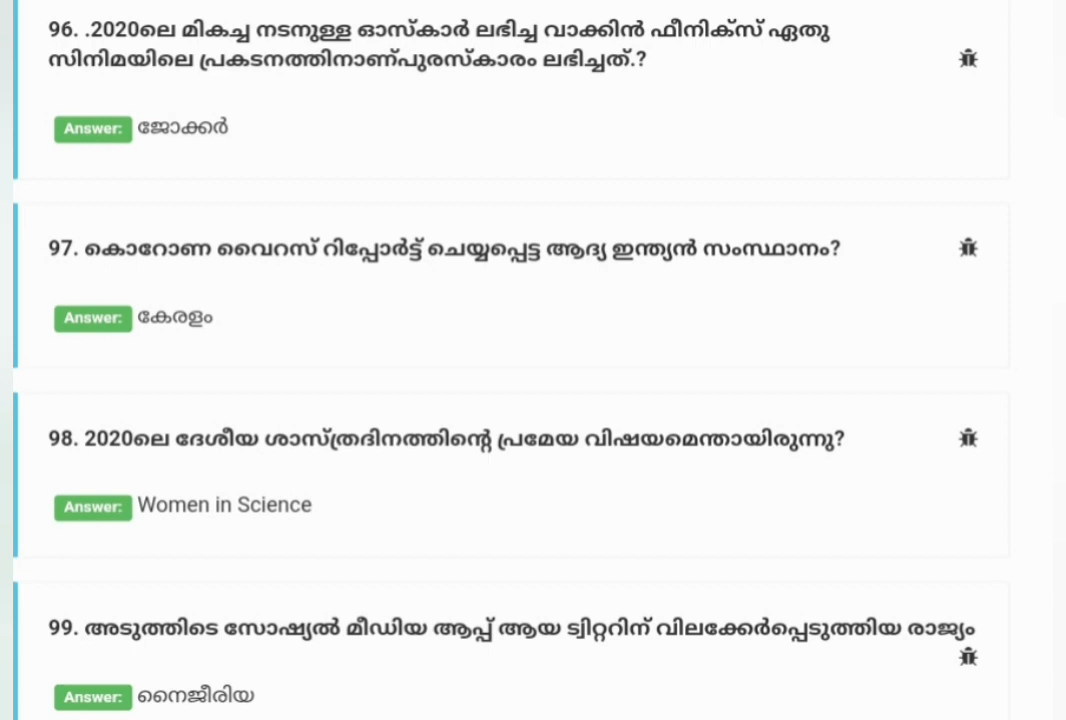 96. .2020ലെ മികച്ച നടനുള്ള ഓസ്കാർ ലഭിച്ച വാക്കിൻ ഫീനിക്സ് ഏതു
സിനിമയിലെ പ്രകടനത്തിനാണ്പുരസ്കാരം ലഭിച്ചത്.?
Answer: ജോക്കർ
97. കൊറോണ വൈറസ് റിപ്പോർട്ട് ചെയ്യപ്പെട്ട ആദ്യ ഇന്ത്യൻ സംസ്ഥാനം?
Answer: കേരളം
98. 2020ലെ ദേശീയ ശാസ്ത്രദിനത്തിന്റെ പ്രമേയ വിഷയമെന്തായിരുന്നു?
Answer: Women in Science
99. അടുത്തിടെ സോഷ്യൽ മീഡിയ ആപ്പ് ആയ ട്വിറ്ററിന് വിലക്കേർപ്പെടുത്തിയ രാജ്യം
Answer: നൈജീരിയ